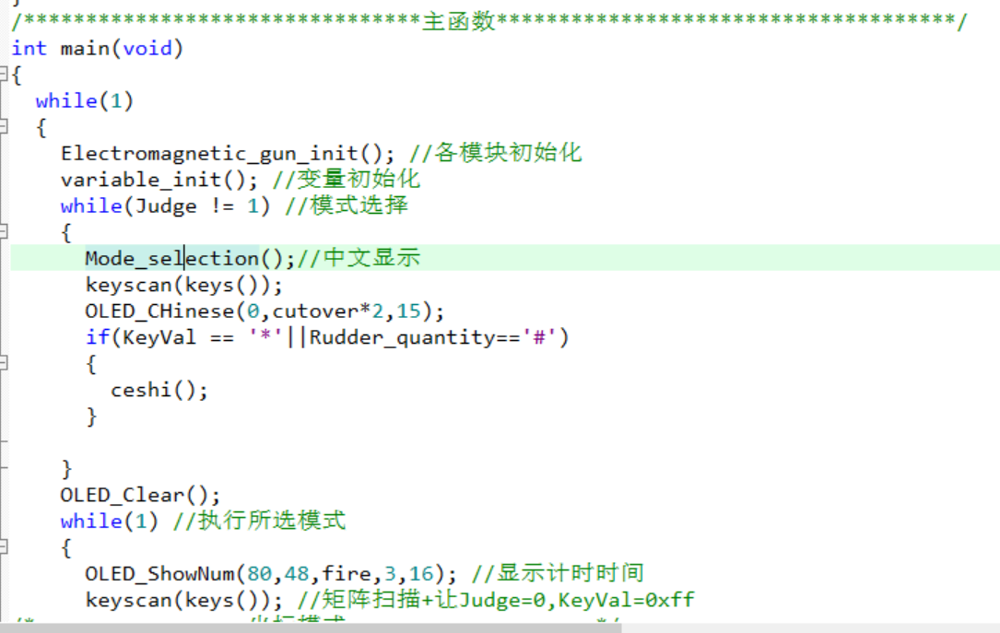 }
/********************************主函数*************************************/
int main(void)
{
  while(1)
  {
    Electromagnetic_gun_init(); //各模块初始化
    variable_init(); //变量初始化
    while(Judge != 1) //模式选择
    {
      Mode_selection();//中文显示
      keyscan(keys());
      OLED_CHinese(0,cutover*2,15);
      if(KeyVal == '*'||Rudder_quantity=='#')
      {
        ceshi();
      }
    }
    OLED_Clear();
    while(1) //执行所选模式
    {
      OLED_ShowNum(80,48,fire,3,16); //显示计时时间
      keyscan(keys()); //矩阵扫描+让Judge=0,KeyVal=0xff